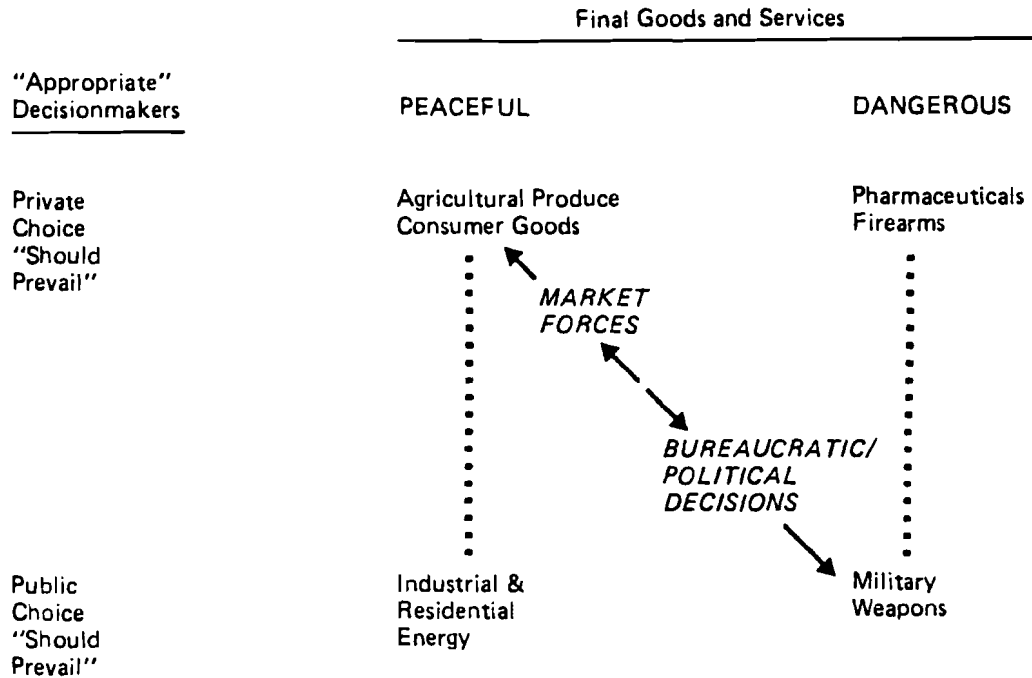 Final Goods and Services
"Appropriate"
Decisionmakers
PEACEFUL
DANGEROUS
Private
Choice
"Should
Prevail"
Agricultural Produce
Consumer Goods
Pharmaceuticals
Firearms
MARKET
FORCES
BUREAUCRATIC/
POLITICAL
DECISIONS
Public
Choice
"Should
Prevail"
Industrial &
Residential
Energy
Military
Weapons